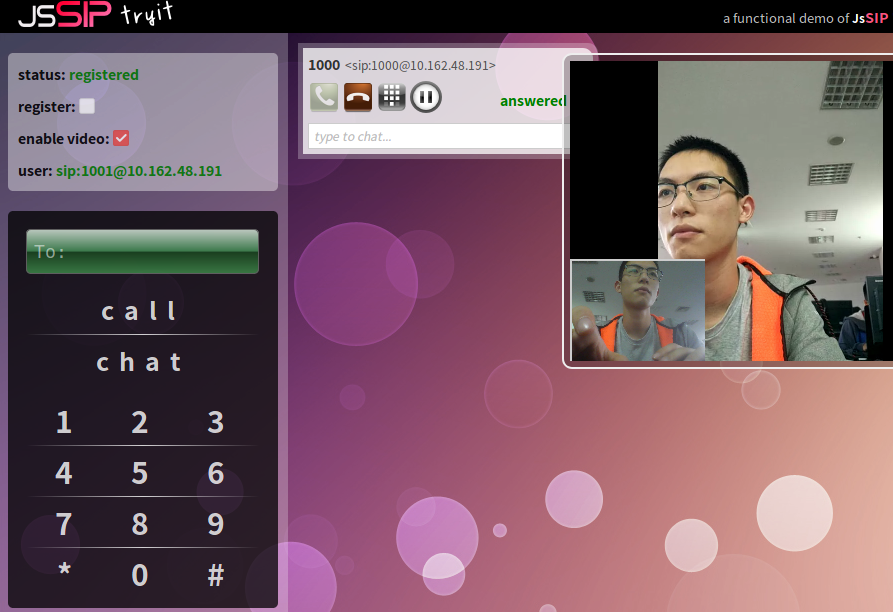 JSSIP tryit
a functional demo of JsSIP
status: registered
register:
enable video:
user: sip:1001@10.162.48.191
To:
call
chat
1 2 3
4 5 6
7 8 9
* 0 #
1000 <sip:1000@10.162.48.191>
answered
type to chat...